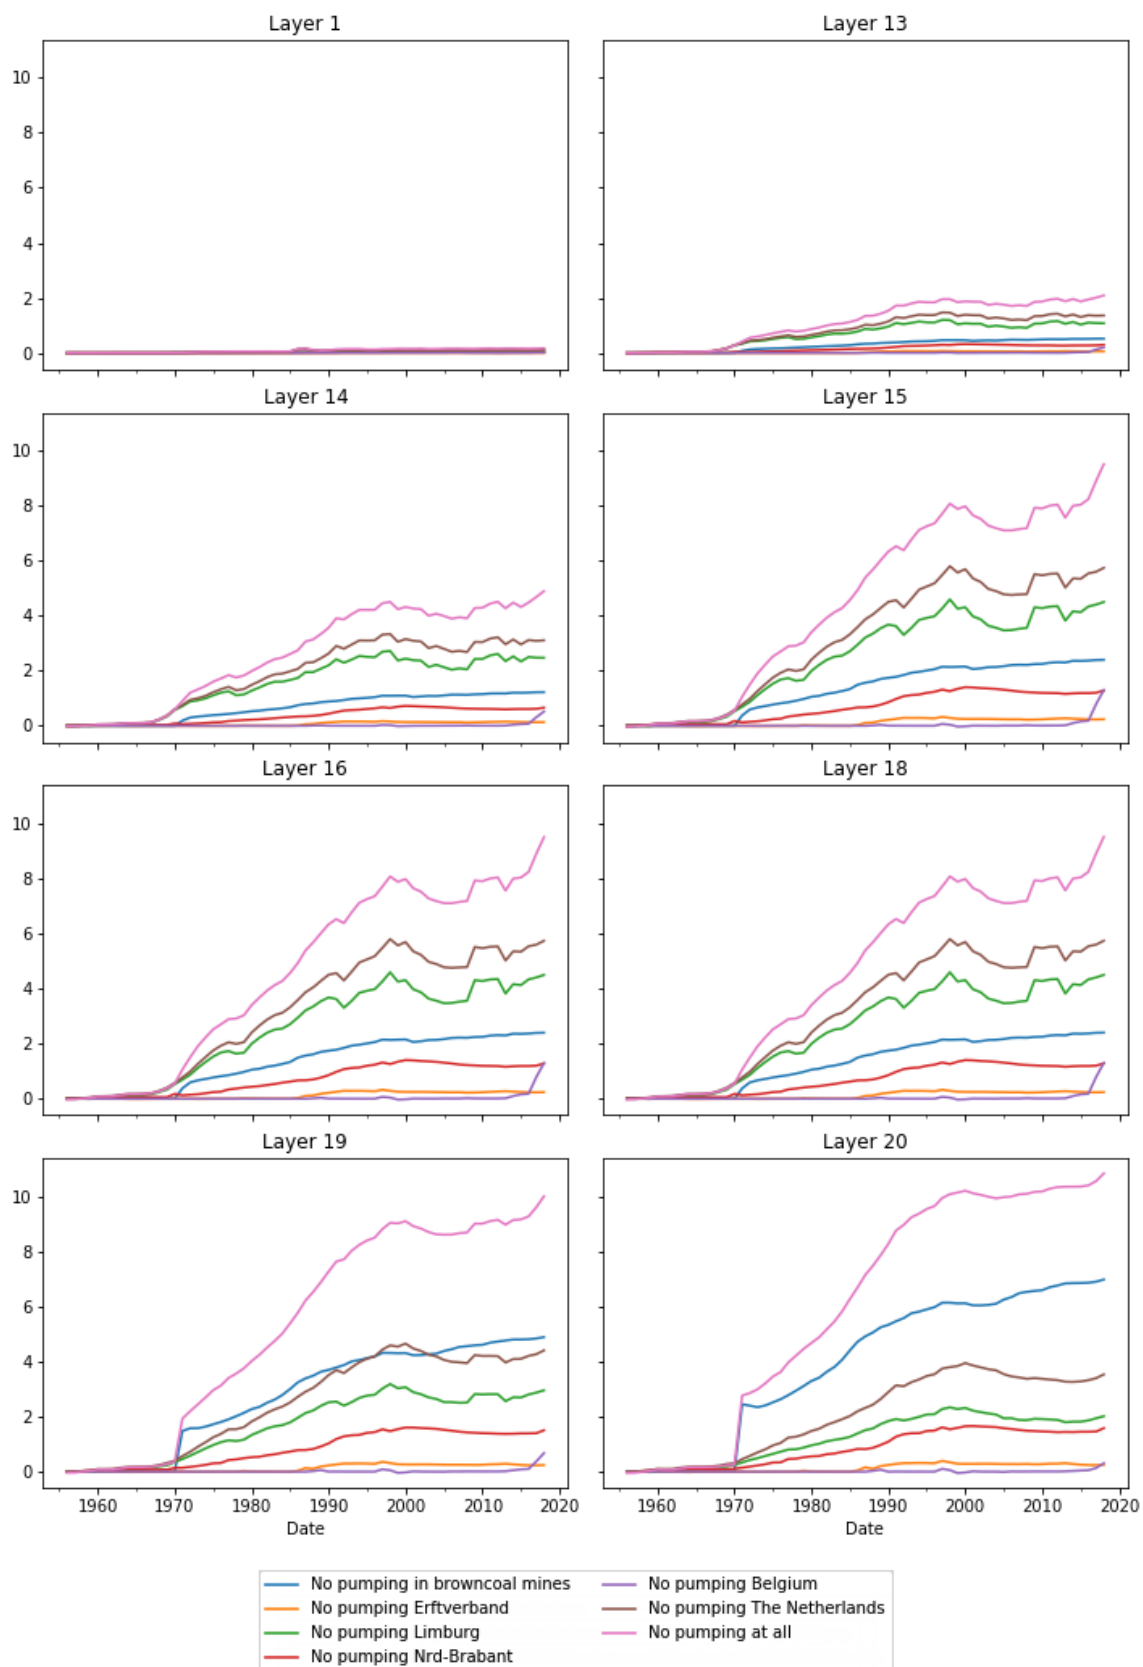 Layer 1
Layer 13
10
8
6
4
2
0
Layer 14
Layer 15
10
8
6
4
2
0
Layer 16
Layer 18
10
8
6
4
2
0
Layer 19
Layer 20
10
8
6
4
2
0
1960 1970 1980 1990 2000 2010 2020
Date
1960 1970 1980 1990 2000 2010 2020
Date
No pumping in browncoal mines
No pumping Erftverband
No pumping Limburg
No pumping Nrd-Brabant
No pumping Belgium
No pumping The Netherlands
No pumping at all